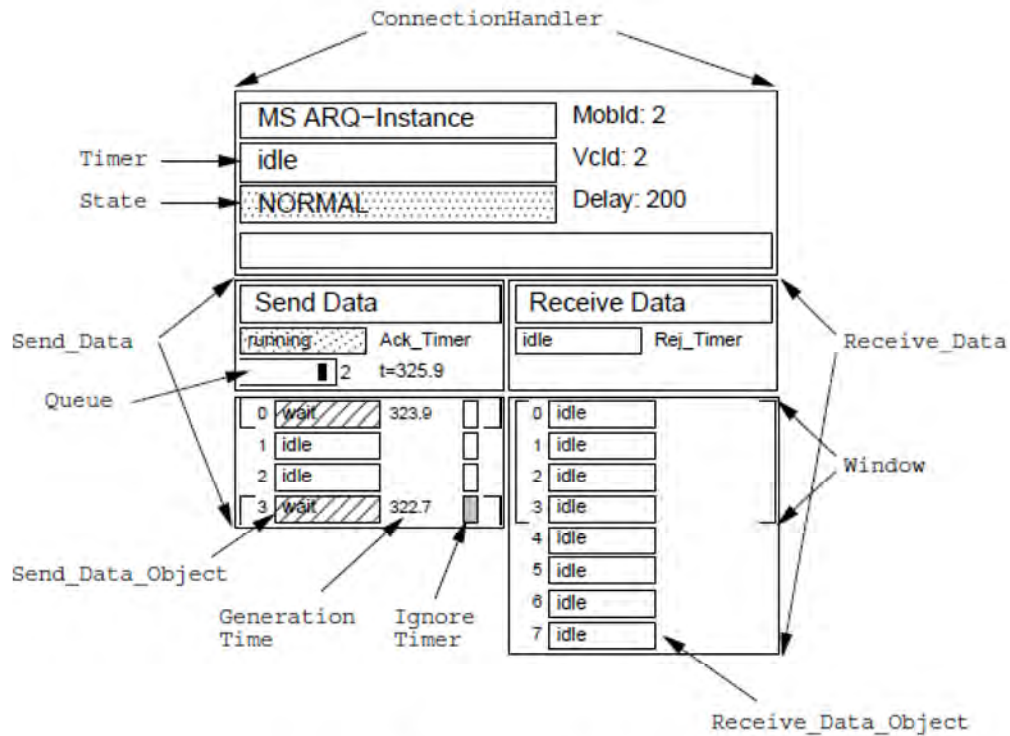 ConnectionHandler
MS ARQ-Instance
MobId: 2
Timer
idle
VcId: 2
State
NORMAL
Delay: 200
Send Data
Receive Data
Send_Data
running
Ack_Timer
idle
Rej_Timer
Receive_Data
Queue
2
t=325.9
0 wait 323.9
0 idle
1 idle
1 idle
2 idle
2 idle
Window
3 wait 322.7
3 idle
4 idle
Send_Data_Object
5 idle
Generation
Time
Ignore
Timer
6 idle
7 idle
Receive_Data_Object